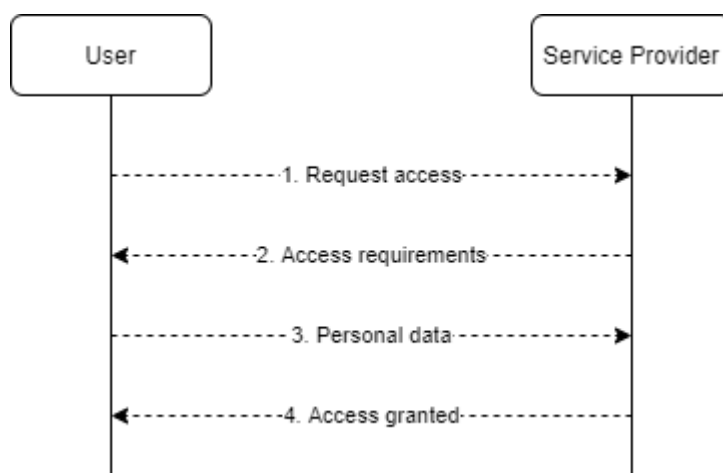 User
Service Provider
1. Request access
2. Access requirements
3. Personal data
4. Access granted